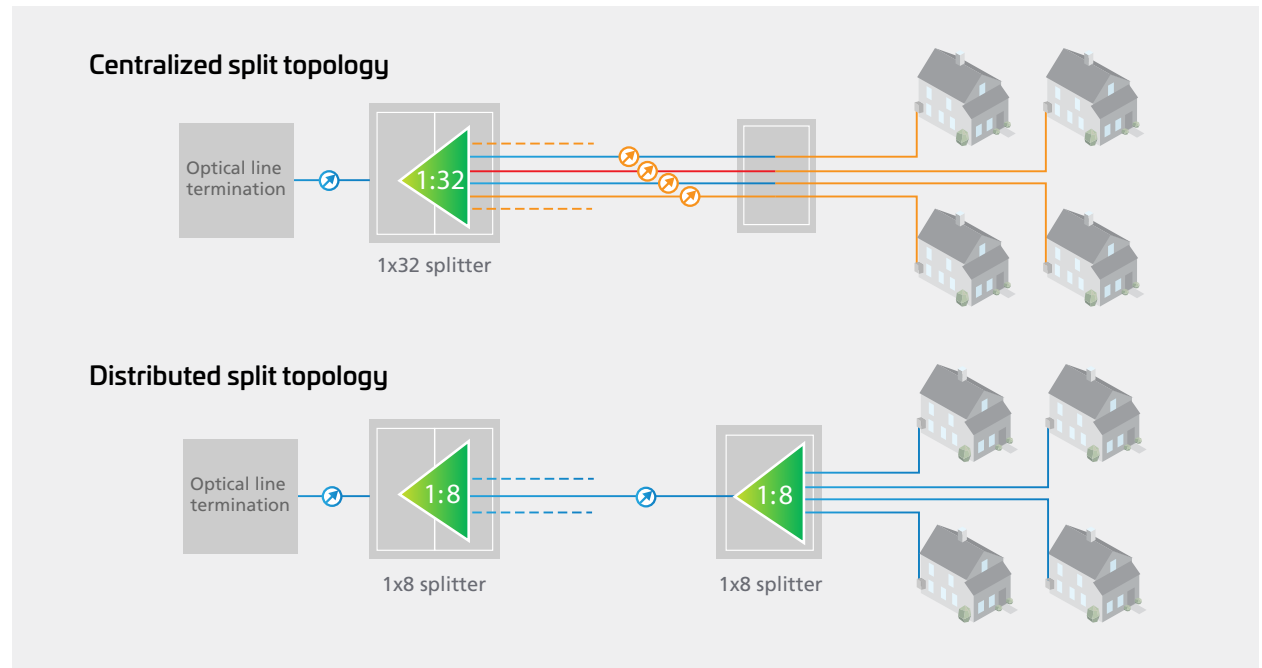 Centralized split topology
Optical line
termination
1:32
1x32 splitter
Distributed split topology
Optical line
termination
1:8
1:8
1x8 splitter
1x8 splitter